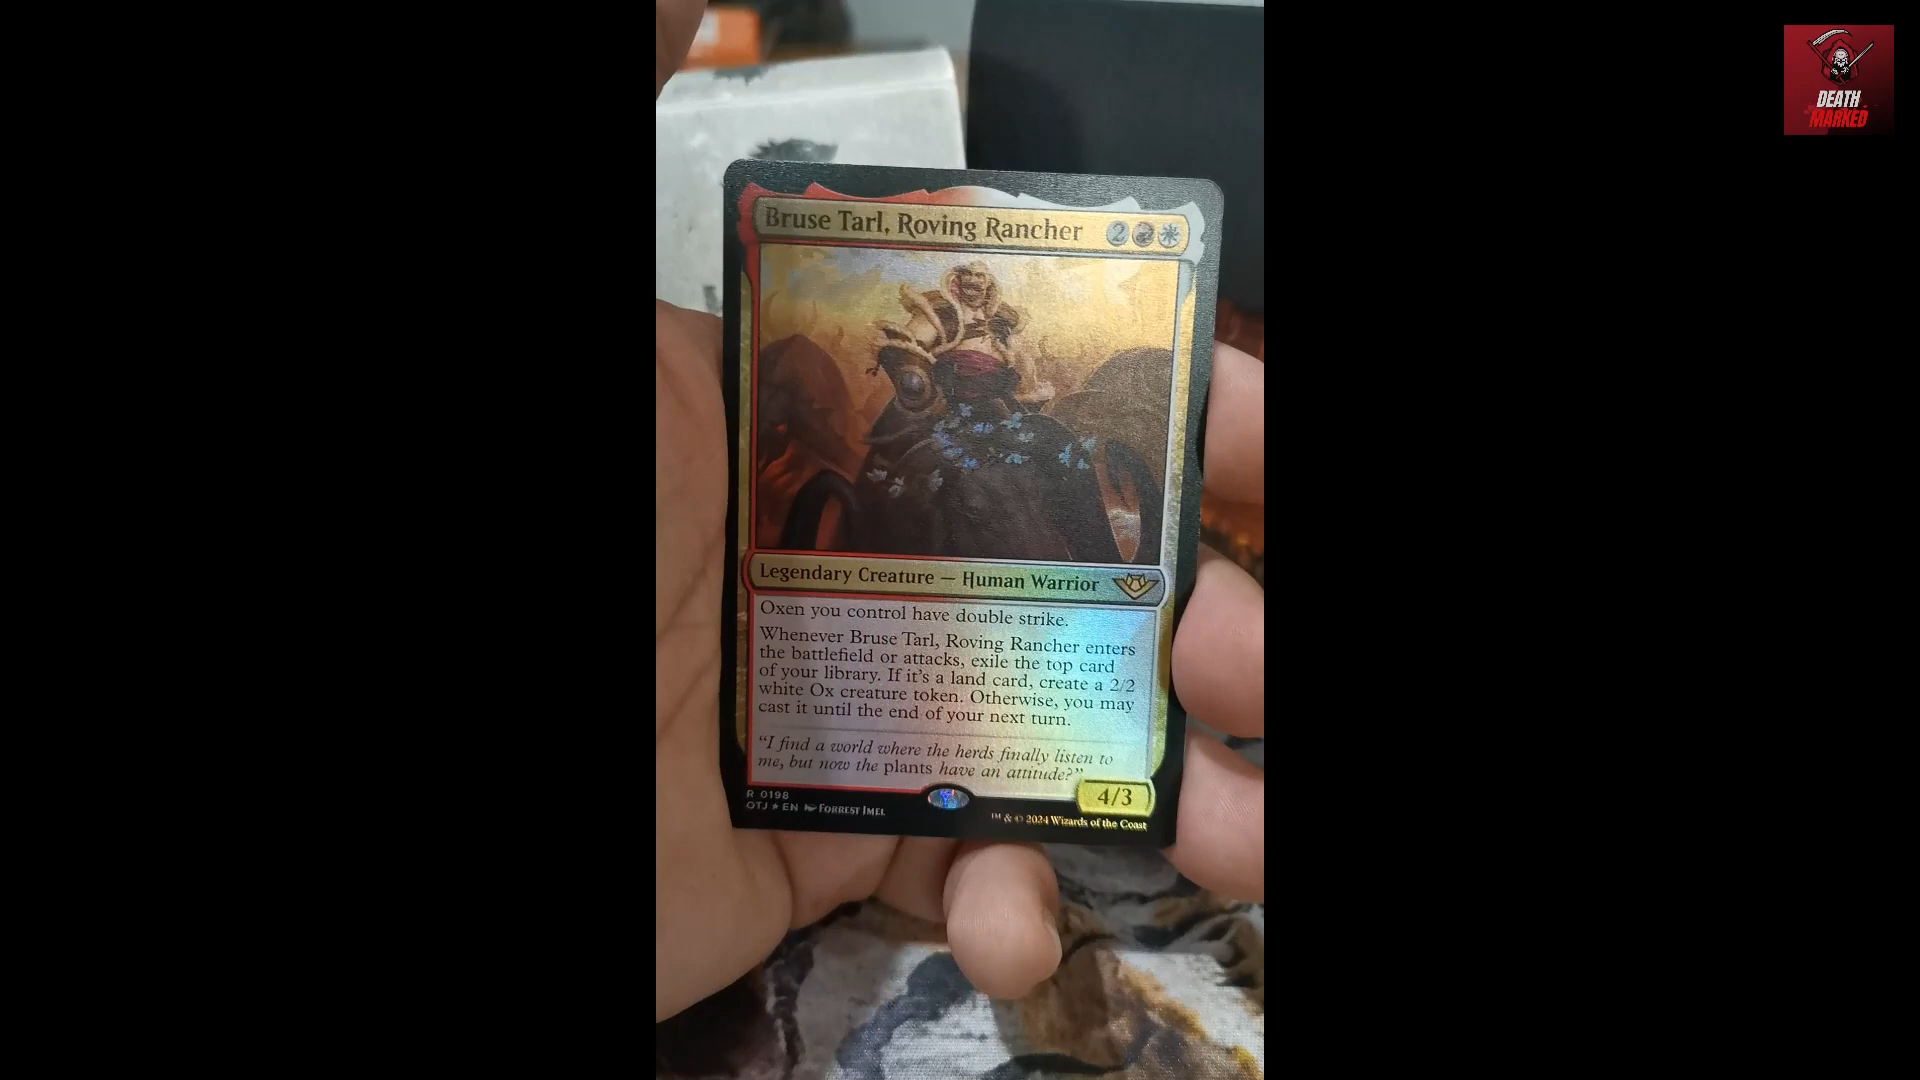 DEATH
MARKED
Bruse Tarl, Roving Rancher 2
Legendary Creature — Human Warrior
Oxen you control have double strike.
Whenever Bruse Tarl, Roving Rancher enters
the battlefield or attacks, exile the top card
of your library. If it's a land card, create a 2/2
white Ox creature token. Otherwise, you may
cast it until the end of your next turn.
“I find a world where the herds finally listen to
me, but now the plants have an attitude?”
4/3
R 0198
OTJ ★ EN FORREST IMEL
™ & © 2024 Wizards of the Coast